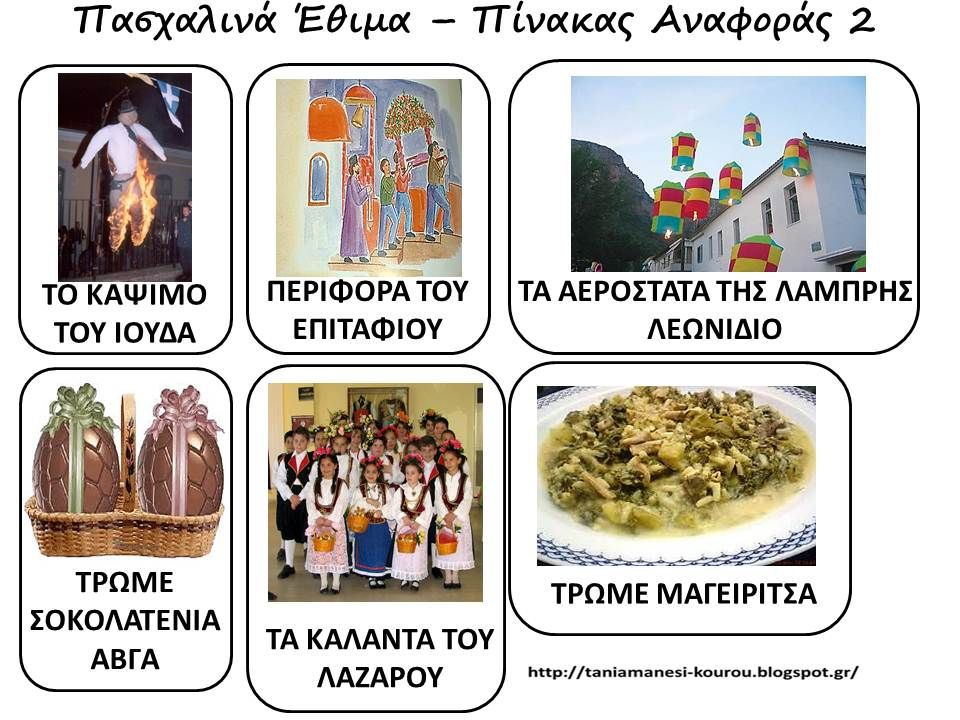 Πασχαλινά Έθιμα – Πίνακας Αναφοράς 2
ΤΟ ΚΑΨΙΜΟ
ΤΟΥ ΙΟΥΔΑ
ΠΕΡΙΦΟΡΑ ΤΟΥ
ΕΠΙΤΑΦΙΟΥ
ΤΑ ΑΕΡΟΣΤΑΤΑ ΤΗΣ ΛΑΜΠΡΗΣ
ΛΕΩΝΙΔΙΟ
ΤΡΩΜΕ
ΣΟΚΟΛΑΤΕΝΙΑ
ΑΒΓΑ
ΤΑ ΚΑΛΑΝΤΑ ΤΟΥ
ΛΑΖΑΡΟΥ
ΤΡΩΜΕ ΜΑΓΕΙΡΙΤΣΑ
http://taniamanesi-kourou.blogspot.gr/